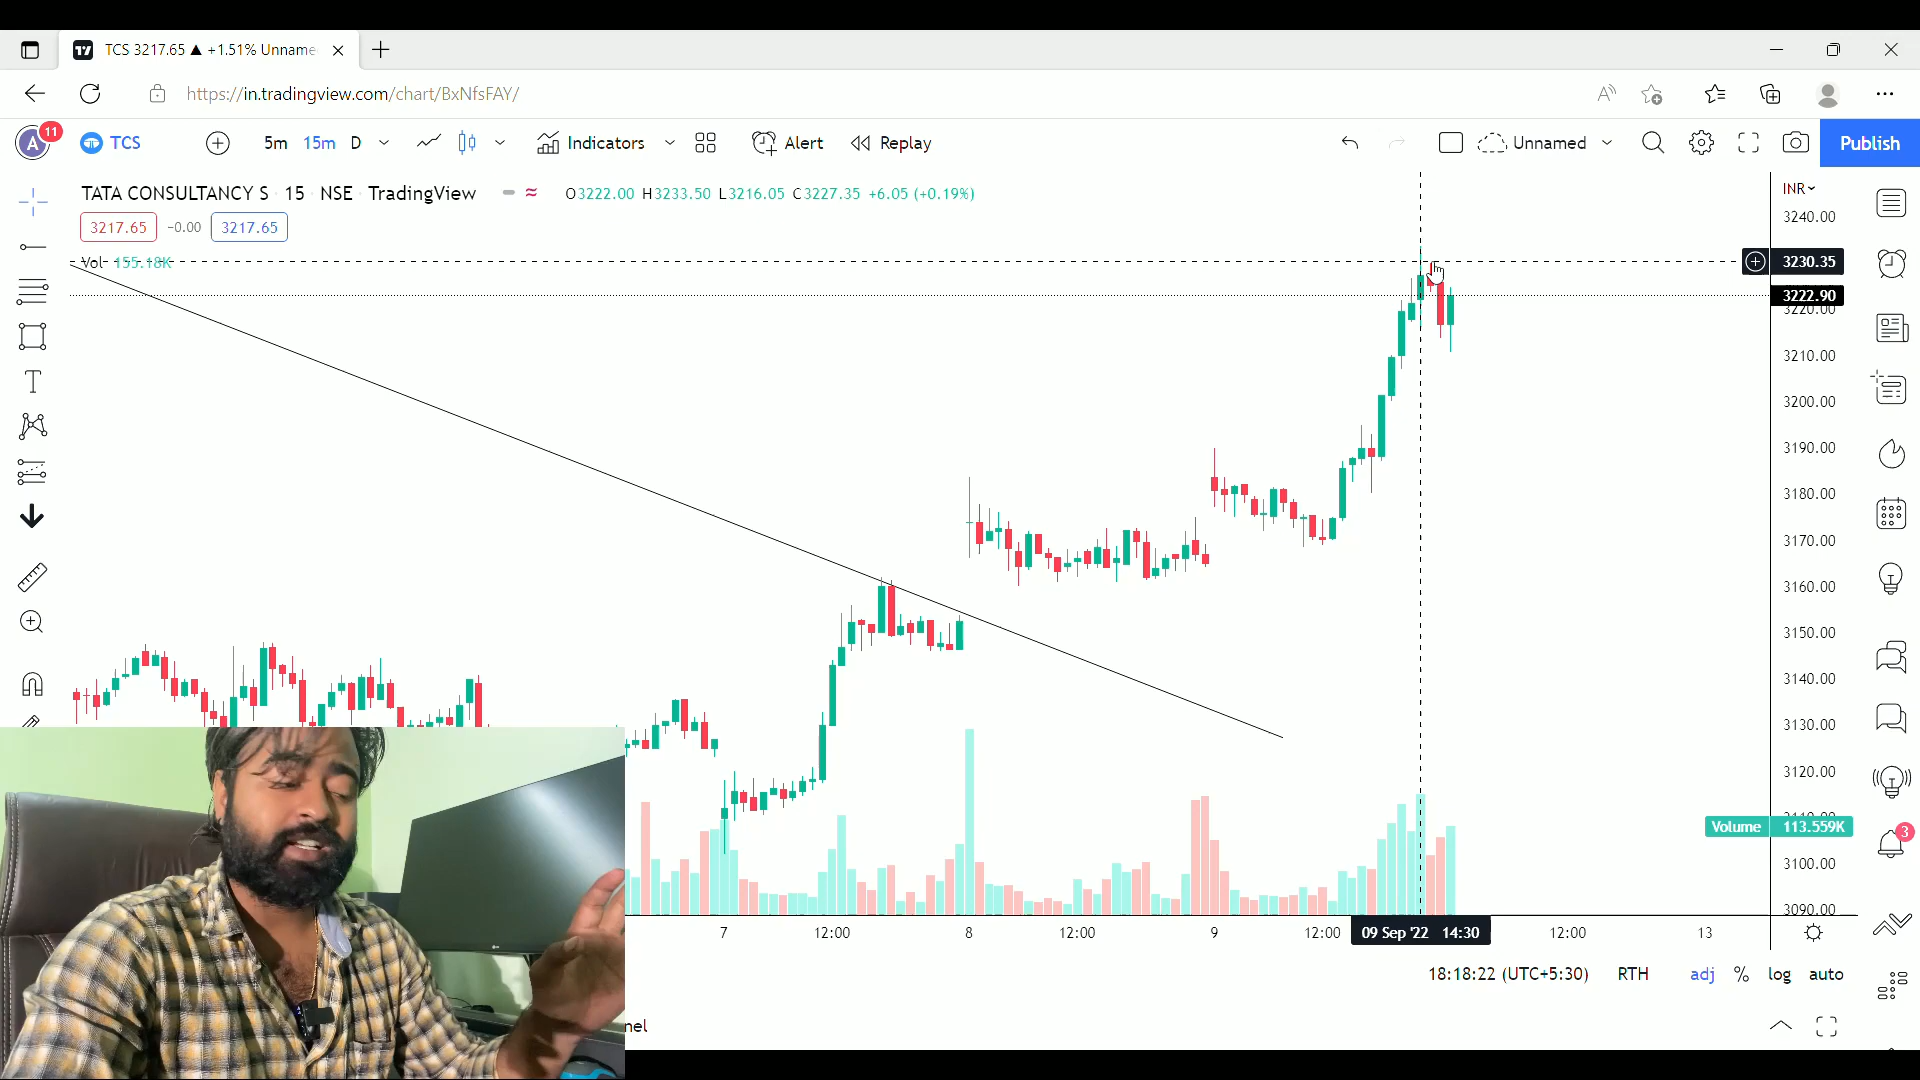 TCS 3217.65 ▲ +1.51% Unname
https://in.tradingview.com/chart/BxNfsFAY/
A 11 TCS 5m 15m D Indicators Alert Replay Unnamed Publish
TATA CONSULTANCY S · 15 · NSE · TradingView O3222.00 H3233.50 L3216.05 C3227.35 +6.05 (+0.19%)
INR
3217.65 -0.00 3217.65
3240.00
Vol · 155.18K
3230.35
3222.90
3220.00
3210.00
3200.00
3190.00
3180.00
3170.00
3160.00
3150.00
3140.00
3130.00
3120.00
Volume 113.559K
3
3100.00
3090.00
7 12:00 8 12:00 9 12:00 09 Sep '22 14:30 12:00 13
18:18:22 (UTC+5:30) RTH adj % log auto
nel